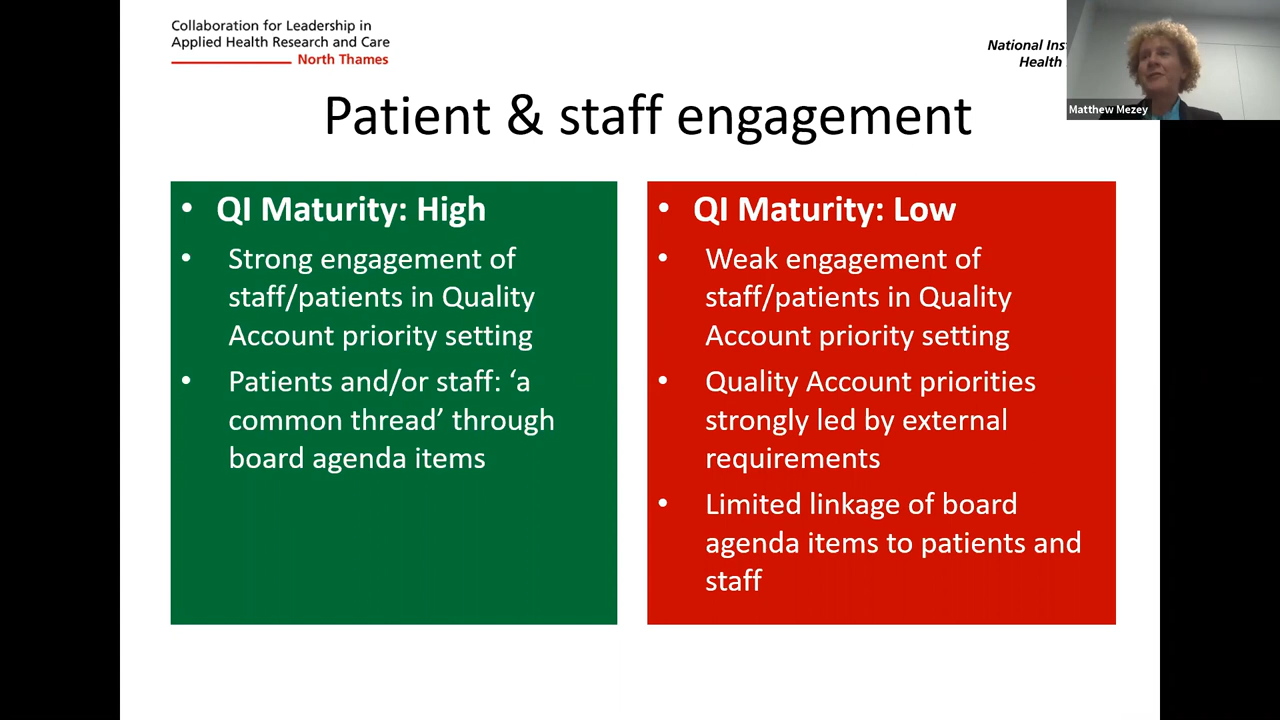 Collaboration for Leadership in
Applied Health Research and Care
North Thames
National
Health
Matthew Mezey
Patient & staff engagement
• QI Maturity: High
• Strong engagement of
staff/patients in Quality
Account priority setting
• Patients and/or staff: ‘a
common thread’ through
board agenda items
• QI Maturity: Low
• Weak engagement of
staff/patients in Quality
Account priority setting
• Quality Account priorities
strongly led by external
requirements
• Limited linkage of board
agenda items to patients and
staff